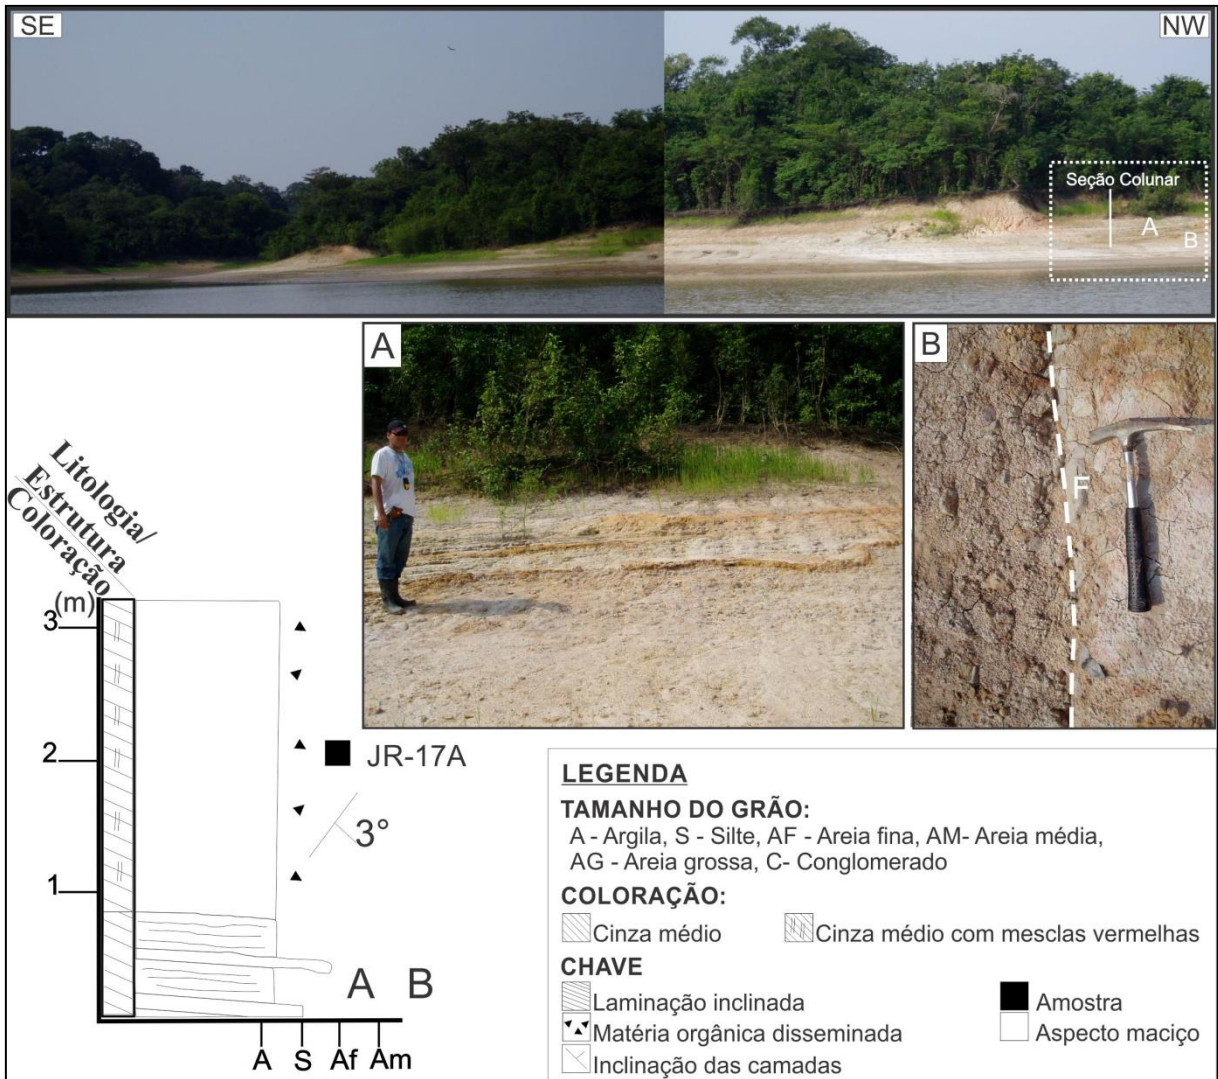 SE
NW
Seção Colunar
A
B
A
B
F
Litologia/
Estrutura
Coloração
(m)
3
2
1
JR-17A
3°
A B
A S Af Am
LEGENDA
TAMANHO DO GRÃO:
A - Argila, S - Silte, AF - Areia fina, AM- Areia média,
AG - Areia grossa, C- Conglomerado
COLORAÇÃO:
Cinza médio
Cinza médio com mesclas vermelhas
CHAVE
Laminação inclinada
Amostra
Matéria orgânica disseminada
Aspecto maciço
Inclinação das camadas